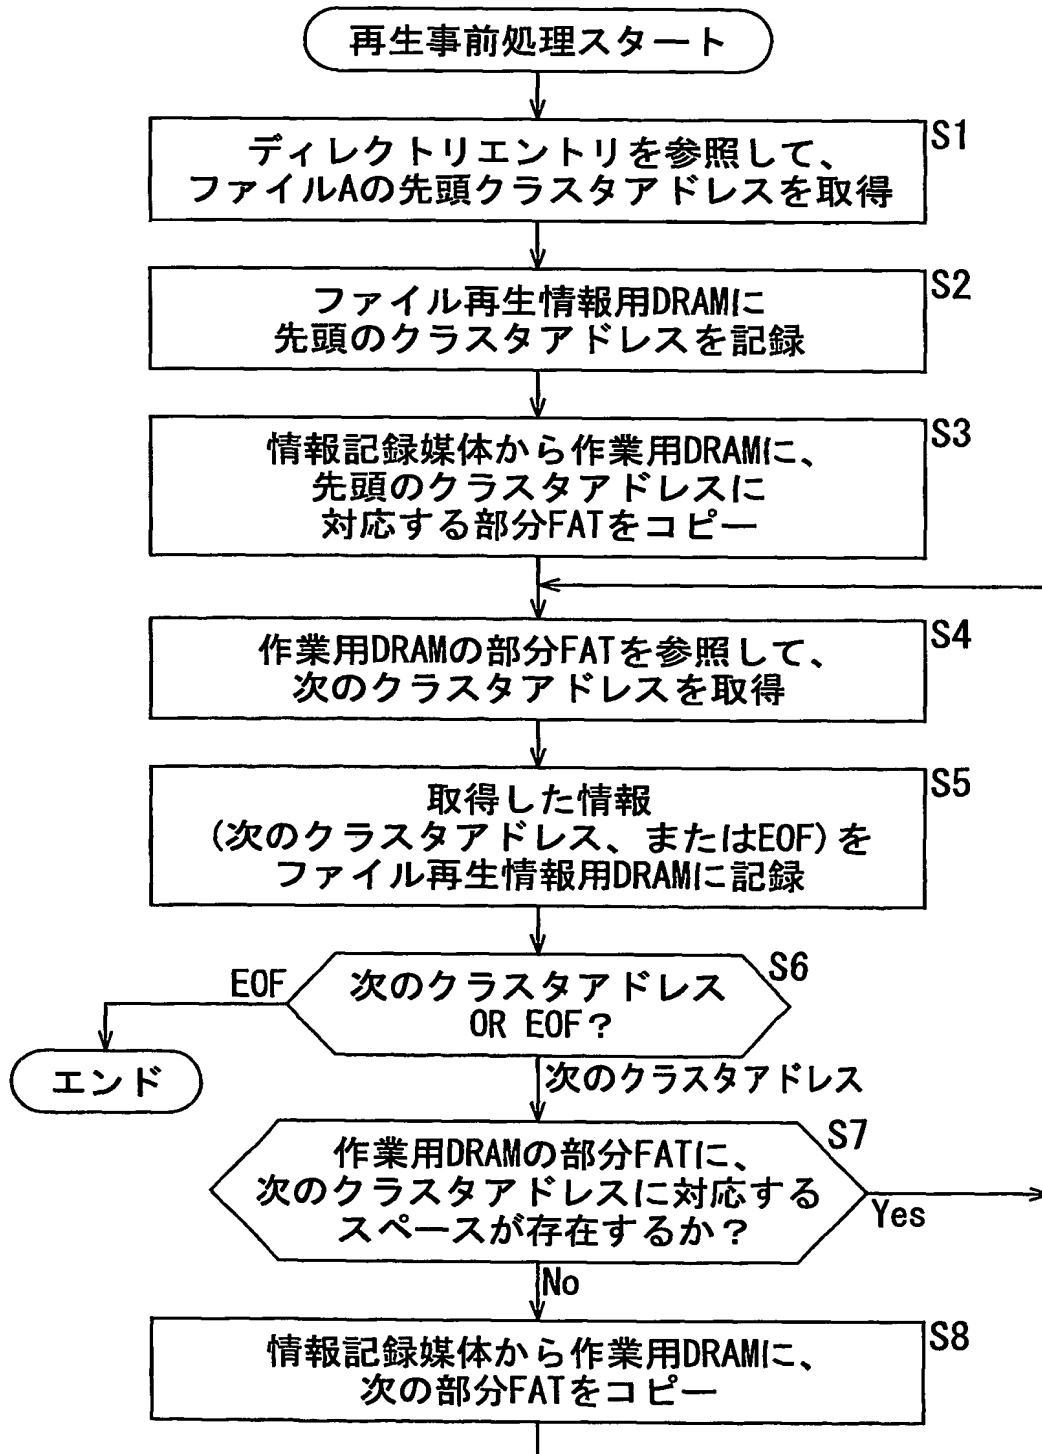 再生事前処理スタート
S1
ディレクトリエントリを参照して、
ファイルAの先頭クラスタアドレスを取得
S2
ファイル再生情報用DRAMに
先頭のクラスタアドレスを記録
S3
情報記録媒体から作業用DRAMに、
先頭のクラスタアドレスに
対応する部分FATをコピー
S4
作業用DRAMの部分FATを参照して、
次のクラスタアドレスを取得
S5
取得した情報
(次のクラスタアドレス、またはEOF)を
ファイル再生情報用DRAMに記録
S6
EOF
次のクラスタアドレス
OR EOF?
エンド
次のクラスタアドレス
S7
作業用DRAMの部分FATに、
次のクラスタアドレスに対応する
スペースが存在するか?
Yes
No
S8
情報記録媒体から作業用DRAMに、
次の部分FATをコピー